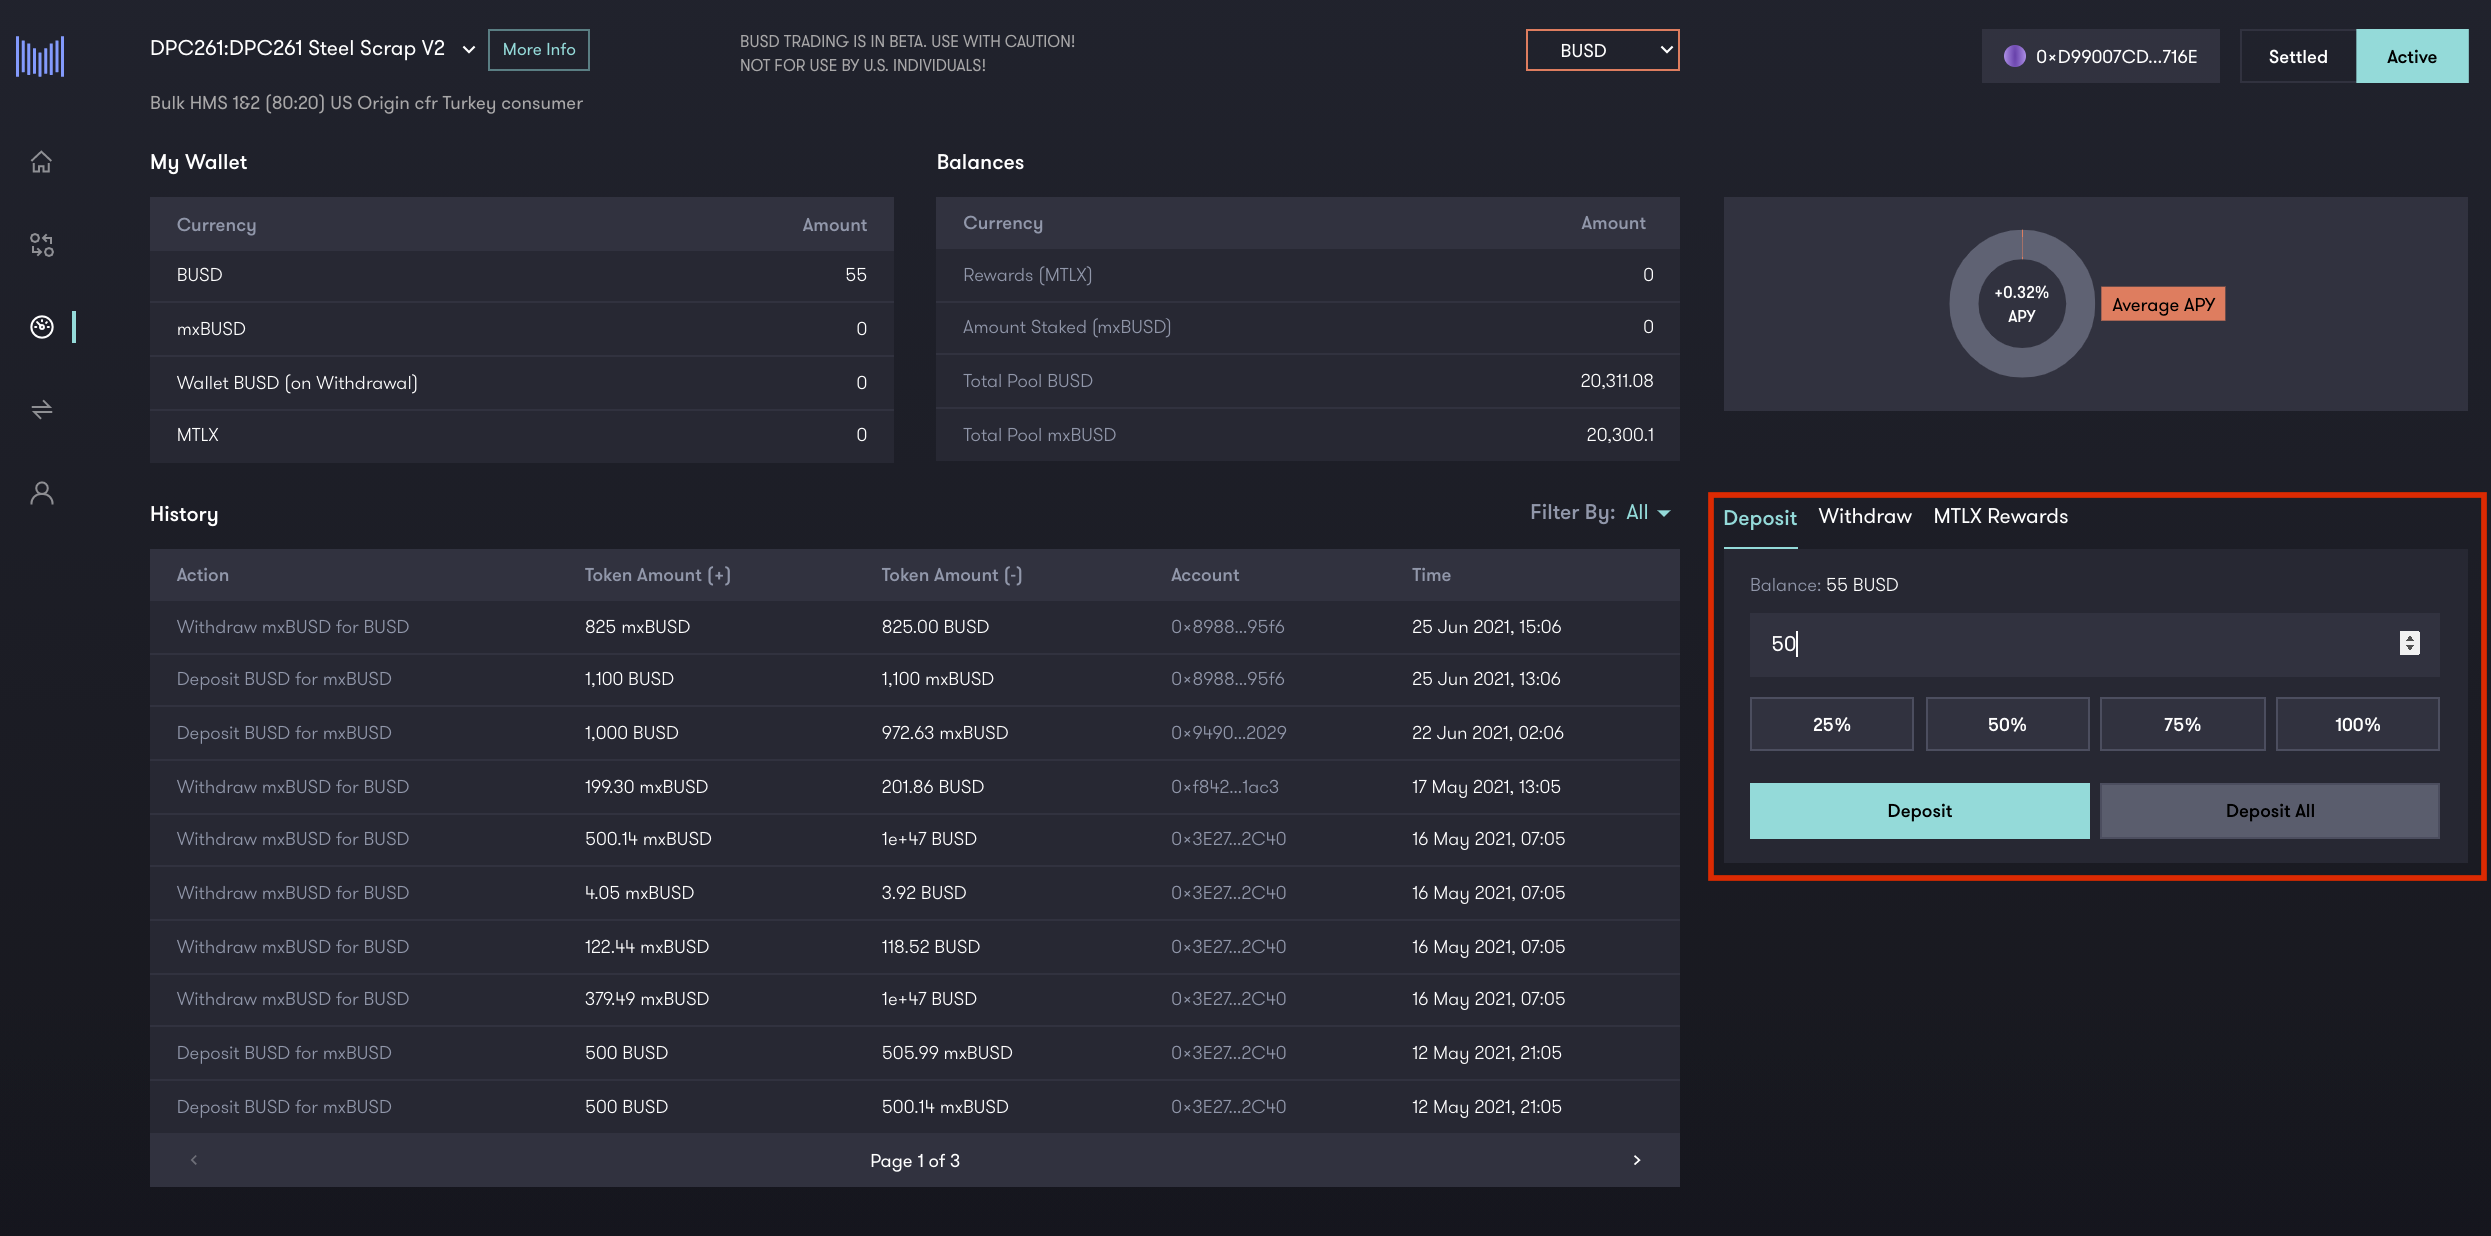 DPC261:DPC261 Steel Scrap V2
More Info
BUSD TRADING IS IN BETA. USE WITH CAUTION!
NOT FOR USE BY U.S. INDIVIDUALS!
BUSD
0×D99007CD...716E
Settled
Active
Bulk HMS 1&2 (80:20) US Origin cfr Turkey consumer
My Wallet
Currency Amount
BUSD 55
mxBUSD 0
Wallet BUSD (on Withdrawal) 0
MTLX 0
Balances
Currency Amount
Rewards (MTLX) 0
Amount Staked (mxBUSD) 0
Total Pool BUSD 20,311.08
Total Pool mxBUSD 20,300.1
+0.32%
APY
Average APY
History
Filter By: All
Action Token Amount (+) Token Amount (-) Account Time
Withdraw mxBUSD for BUSD 825 mxBUSD 825.00 BUSD 0×8988...95f6 25 Jun 2021, 15:06
Deposit BUSD for mxBUSD 1,100 BUSD 1,100 mxBUSD 0×8988...95f6 25 Jun 2021, 13:06
Deposit BUSD for mxBUSD 1,000 BUSD 972.63 mxBUSD 0×9490...2029 22 Jun 2021, 02:06
Withdraw mxBUSD for BUSD 199.30 mxBUSD 201.86 BUSD 0×f842...1ac3 17 May 2021, 13:05
Withdraw mxBUSD for BUSD 500.14 mxBUSD 1e+47 BUSD 0×3E27...2C40 16 May 2021, 07:05
Withdraw mxBUSD for BUSD 4.05 mxBUSD 3.92 BUSD 0×3E27...2C40 16 May 2021, 07:05
Withdraw mxBUSD for BUSD 122.44 mxBUSD 118.52 BUSD 0×3E27...2C40 16 May 2021, 07:05
Withdraw mxBUSD for BUSD 379.49 mxBUSD 1e+47 BUSD 0×3E27...2C40 16 May 2021, 07:05
Deposit BUSD for mxBUSD 500 BUSD 505.99 mxBUSD 0×3E27...2C40 12 May 2021, 21:05
Deposit BUSD for mxBUSD 500 BUSD 500.14 mxBUSD 0×3E27...2C40 12 May 2021, 21:05
Page 1 of 3
Deposit Withdraw MTLX Rewards
Balance: 55 BUSD
50
25% 50% 75% 100%
Deposit Deposit All